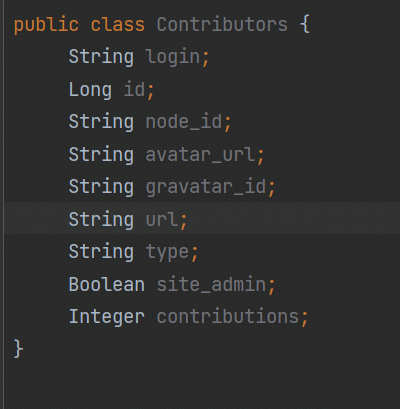 public class Contributors {
String login;
Long id;
String node_id;
String avatar_url;
String gravatar_id;
String url;
String type;
Boolean site_admin;
Integer contributions;
}